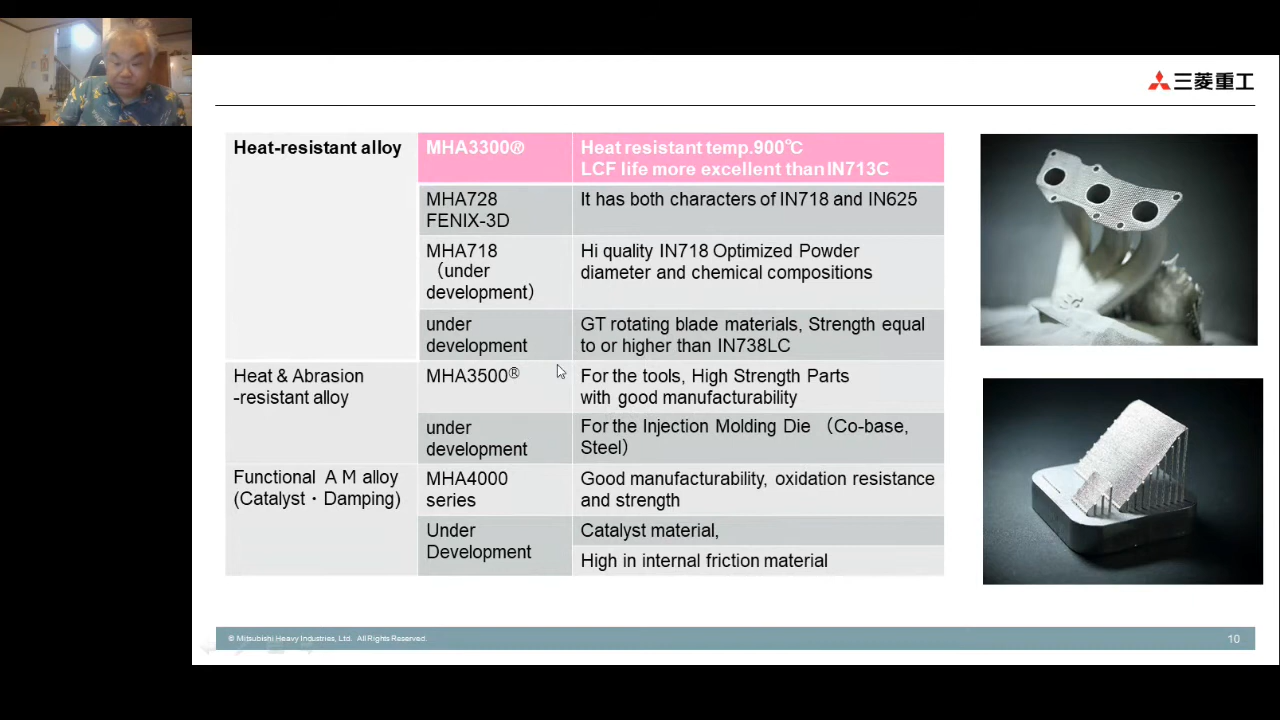 三菱重工
Heat-resistant alloy
MHA3300®
Heat resistant temp.900℃
LCF life more excellent than IN713C
MHA728
FENIX-3D
It has both characters of IN718 and IN625
MHA718
（under
development）
Hi quality IN718 Optimized Powder
diameter and chemical compositions
under
development
GT rotating blade materials, Strength equal
to or higher than IN738LC
Heat & Abrasion
-resistant alloy
MHA3500®
For the tools, High Strength Parts
with good manufacturability
under
development
For the Injection Molding Die （Co-base,
Steel）
Functional ＡＭ alloy
(Catalyst・Damping)
MHA4000
series
Good manufacturability, oxidation resistance
and strength
Under
Development
Catalyst material,
High in internal friction material
© Mitsubishi Heavy Industries, Ltd. All Rights Reserved.
10